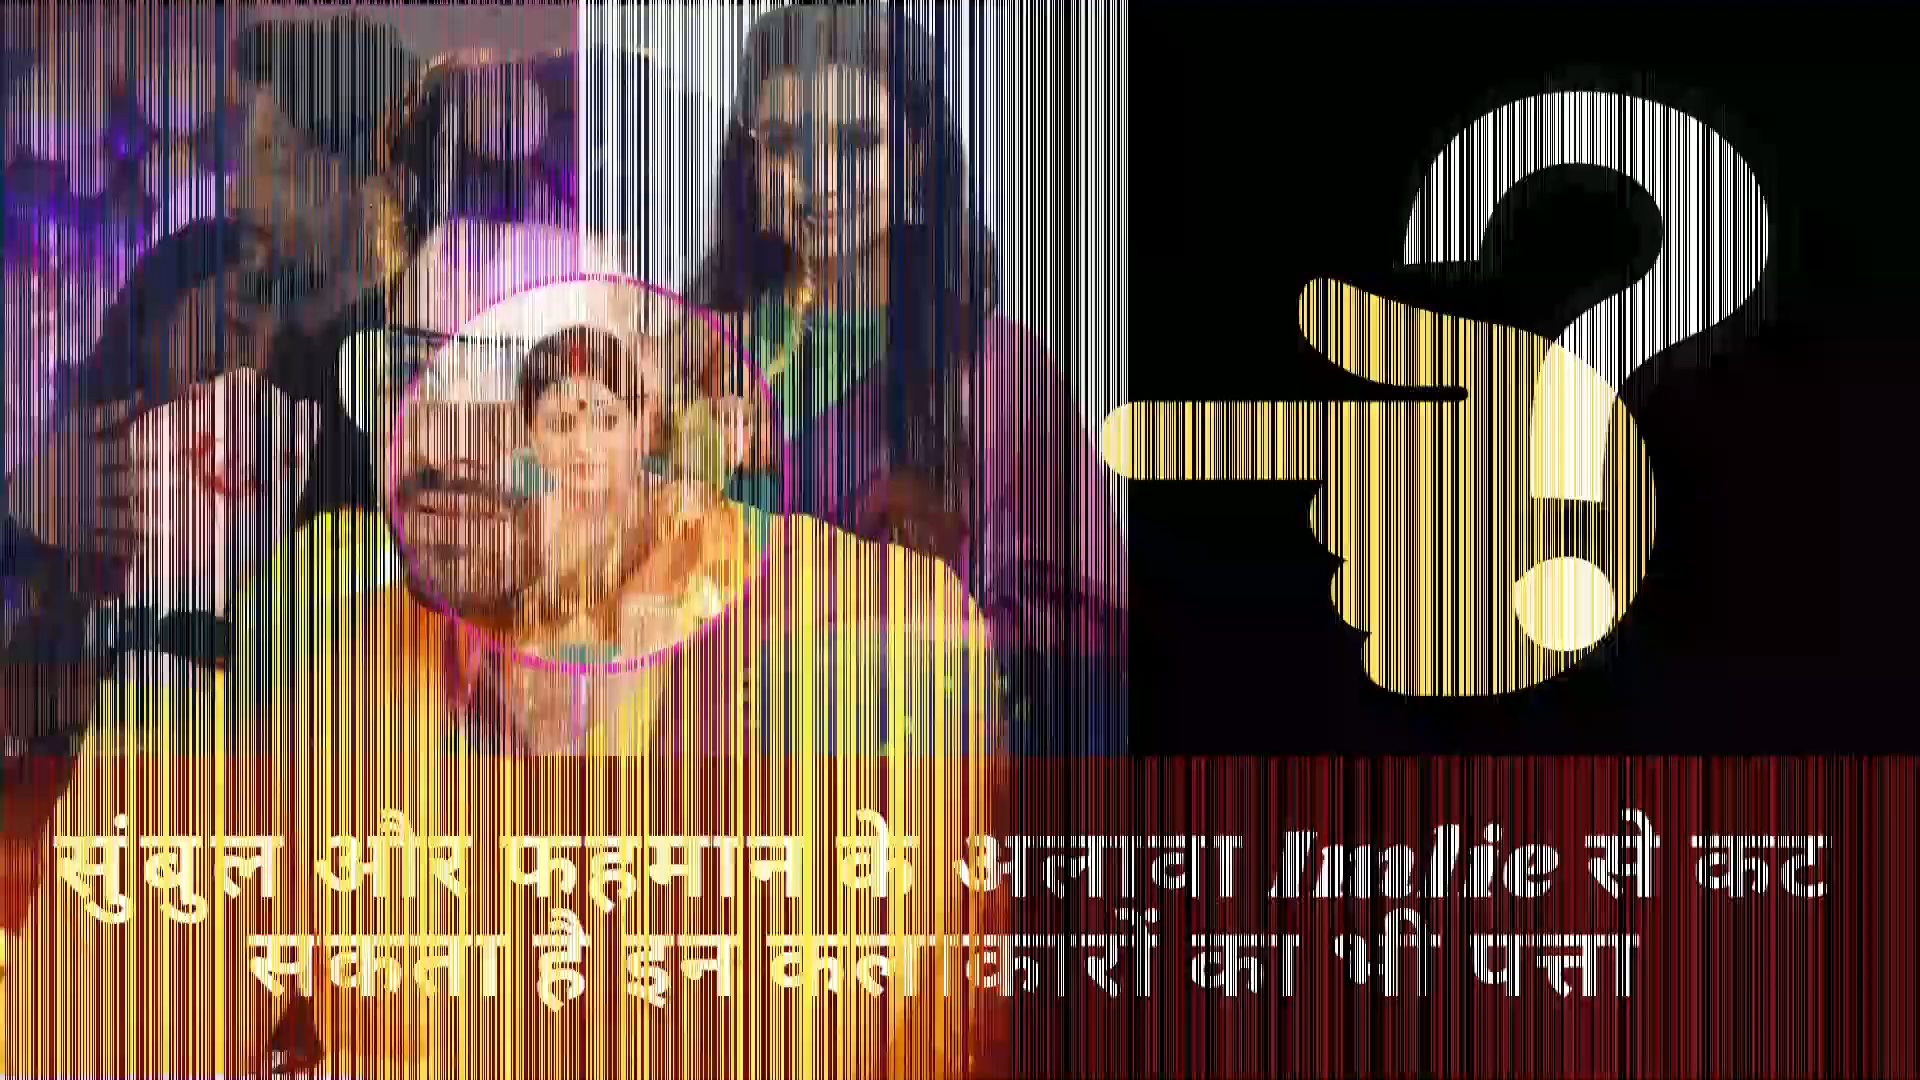 सुंबुल और फहमान के अलावा Imlie से कट
सकता है इन कलाकारों का भी पत्ता